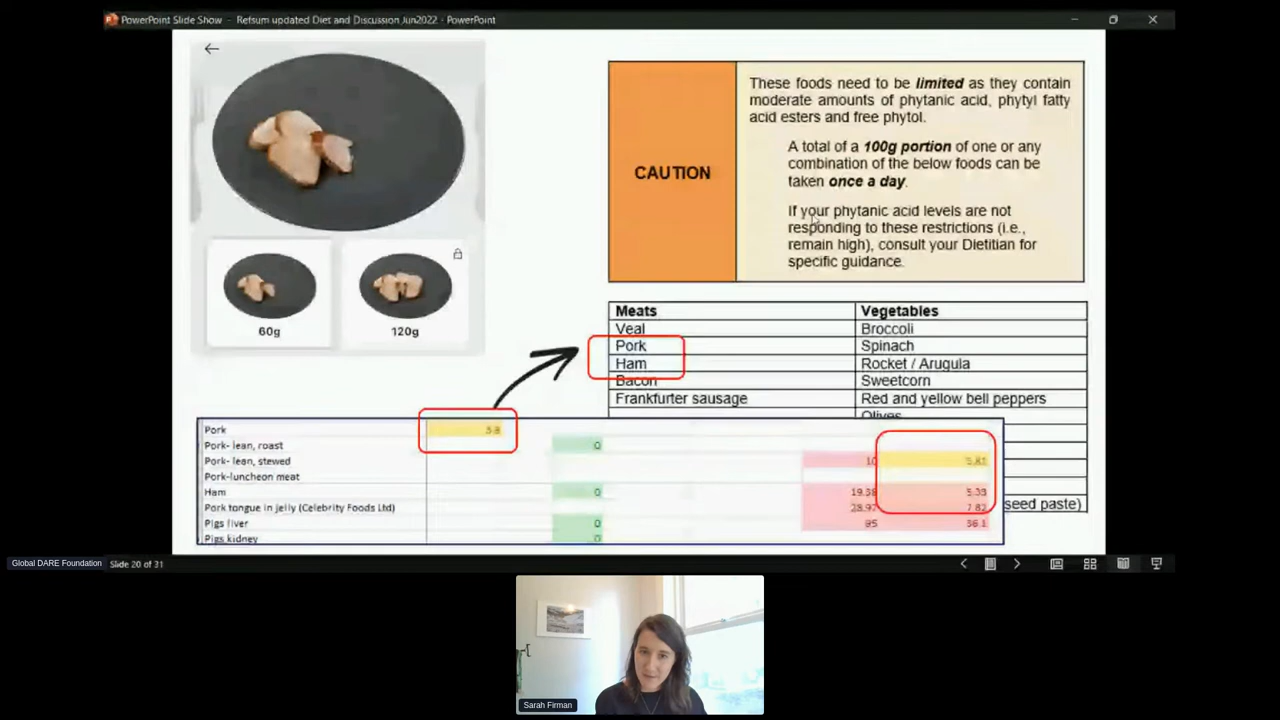 PowerPoint Slide Show - Refsum updated Diet and Discussion Jun2022 - PowerPoint
60g
120g
CAUTION
These foods need to be limited as they contain
moderate amounts of phytanic acid, phytyl fatty
acid esters and free phytol.
A total of a 100g portion of one or any
combination of the below foods can be
taken once a day.
If your phytanic acid levels are not
responding to these restrictions (i.e.,
remain high), consult your Dietitian for
specific guidance.
Meats Vegetables
Veal Broccoli
Pork Spinach
Ham Rocket / Arugula
Bacon Sweetcorn
Frankfurter sausage Red and yellow bell peppers
Olives
seed paste)
Pork 5.8
Pork- lean, roast 0
Pork- lean, stewed 10 5.81
Pork-luncheon meat
Ham 0 19.38 5.33
Pork tongue in jelly (Celebrity Foods Ltd) 28.97 7.82
Pigs liver 0 95 36.1
Pigs kidney 0
Global DARE Foundation
Slide 20 of 31
Sarah Firman